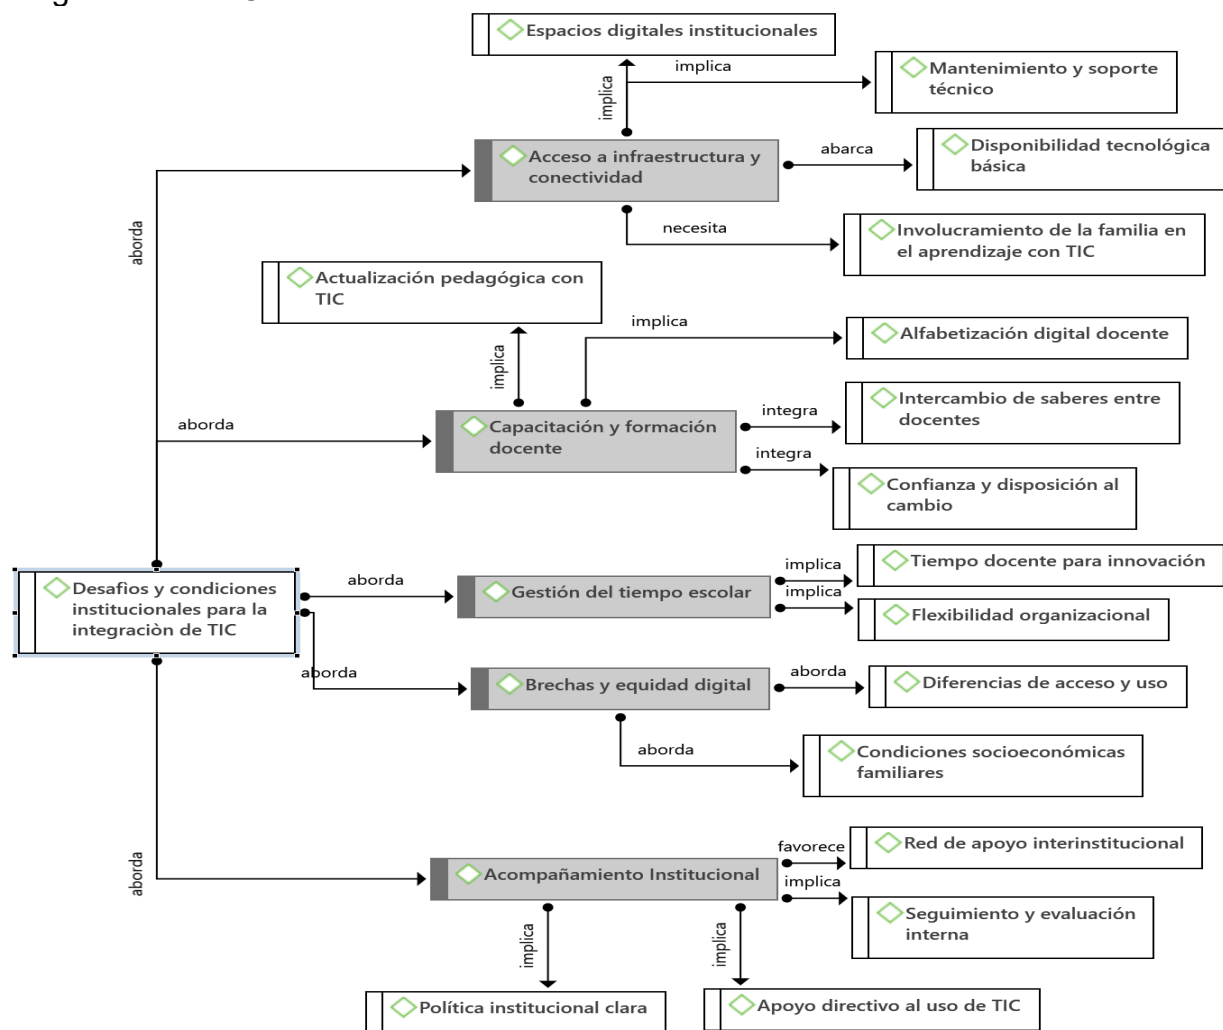 Espacios digitales institucionales
implica
implica
Mantenimiento y soporte
técnico
Acceso a infraestructura y
conectividad
abarca
Disponibilidad tecnológica
básica
necesita
Involucramiento de la familia en
el aprendizaje con TIC
aborda
Actualización pedagógica con
TIC
implica
implica
Alfabetización digital docente
aborda
Capacitación y formación
docente
integra
Intercambio de saberes entre
docentes
integra
Confianza y disposición al
cambio
Desafìos y condiciones
institucionales para la
integraciòn de TIC
aborda
Gestión del tiempo escolar
implica
Tiempo docente para innovación
implica
Flexibilidad organizacional
aborda
Brechas y equidad digital
aborda
Diferencias de acceso y uso
aborda
Condiciones socioeconómicas
familiares
aborda
Acompañamiento Institucional
favorece
Red de apoyo interinstitucional
implica
Seguimiento y evaluación
interna
implica
implica
Política institucional clara
Apoyo directivo al uso de TIC